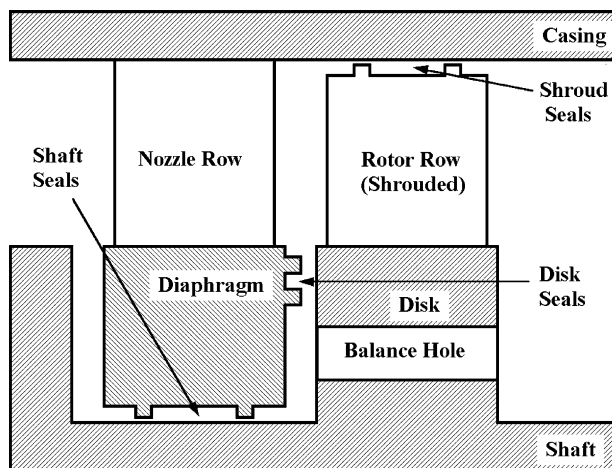 Casing
Shroud
Seals
Shaft
Seals
Nozzle Row
Rotor Row
(Shrouded)
Diaphragm
Disk
Seals
Disk
Balance Hole
Shaft